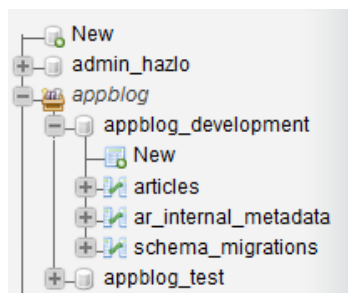 New
admin_hazlo
appblog
appblog_development
New
articles
ar_internal_metadata
schema_migrations
appblog_test